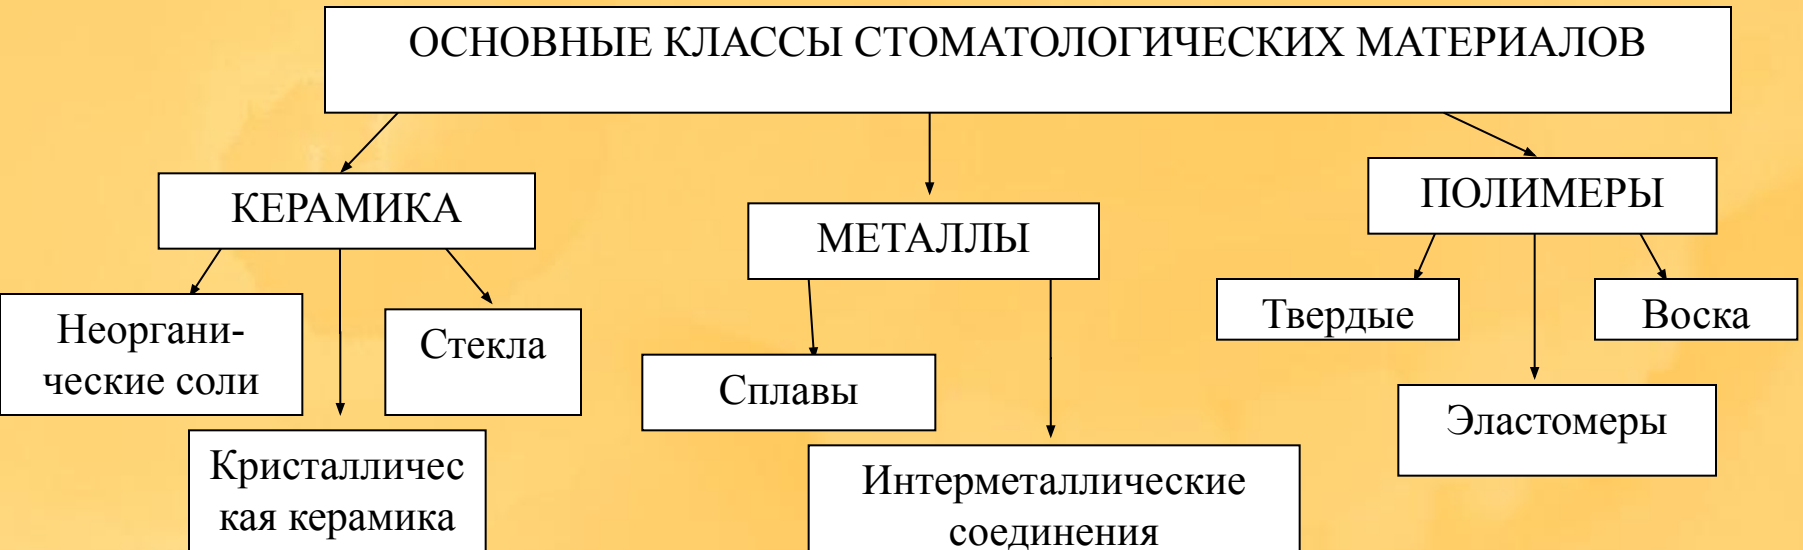 ОСНОВНЫЕ КЛАССЫ СТОМАТОЛОГИЧЕСКИХ МАТЕРИАЛОВ
КЕРАМИКА
МЕТАЛЛЫ
ПОЛИМЕРЫ
Неоргани-
ческие соли
Кристалличес
кая керамика
Стекла
Сплавы
Интерметаллические
соединения
Твердые
Эластомеры
Воска